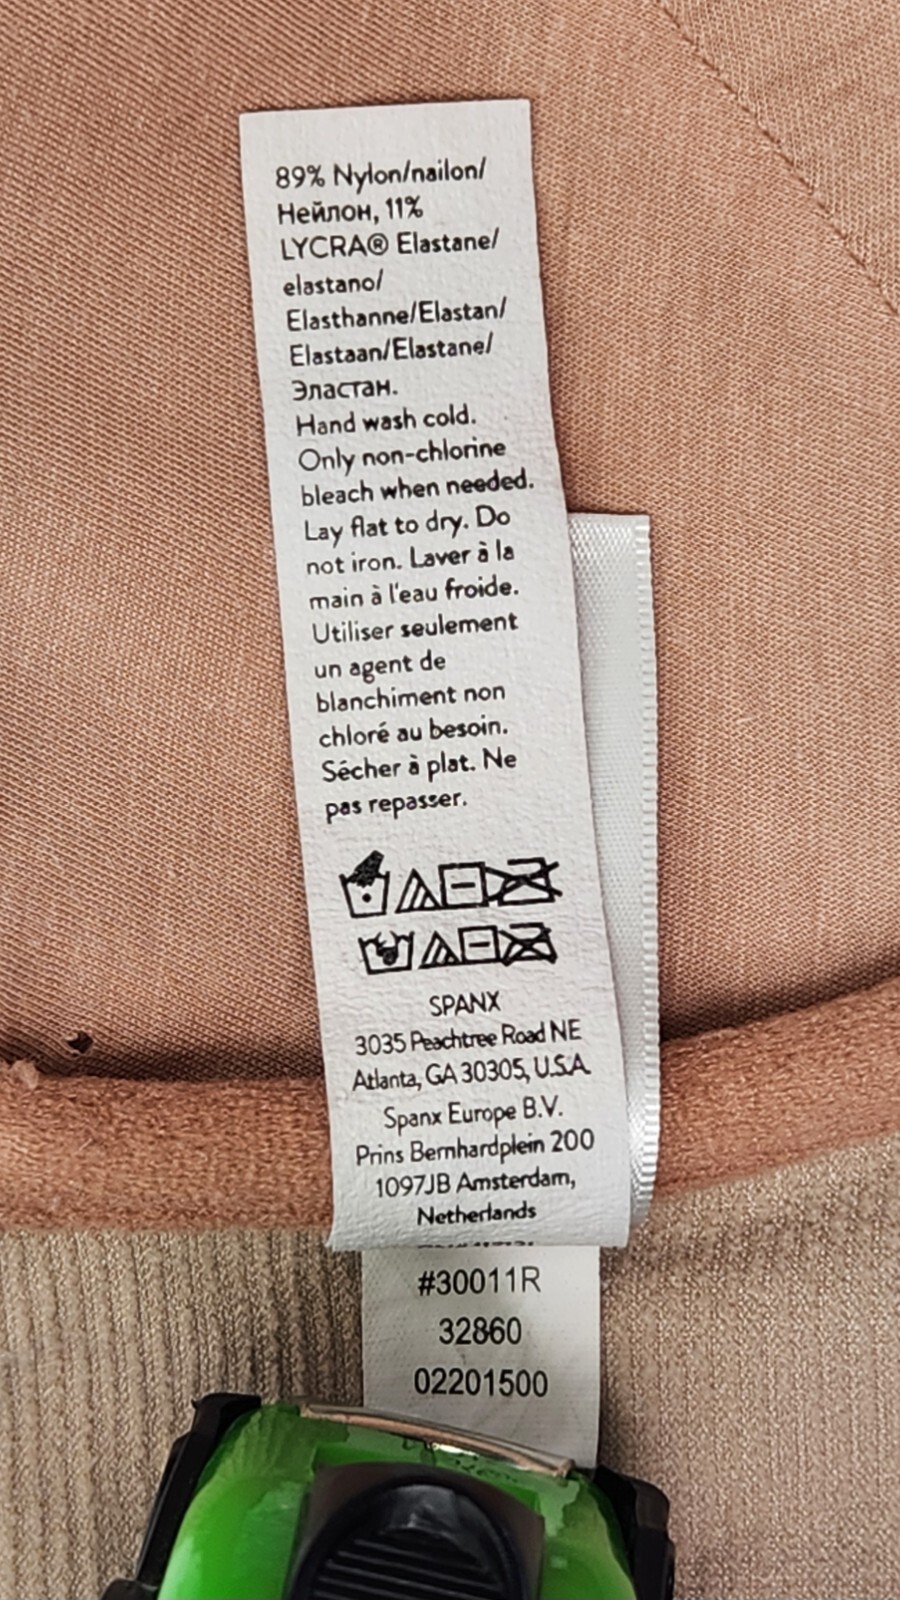 89% Nylon/nailon/
Нейлон, 11%
LYCRA® Elastane/
elastano/
Elasthanne/Elastan/
Elastaan/Elastane/
Эластан.
Hand wash cold.
Only non-chlorine
bleach when needed.
Lay flat to dry. Do
not iron. Laver à la
main à l'eau froide.
Utiliser seulement
un agent de
blanchiment non
chloré au besoin.
Sécher à plat. Ne
pas repasser.
SPANX
3035 Peachtree Road NE
Atlanta, GA 30305, U.S.A.
Spanx Europe B.V.
Prins Bernhardplein 200
1097JB Amsterdam,
Netherlands
#30011R
32860
02201500